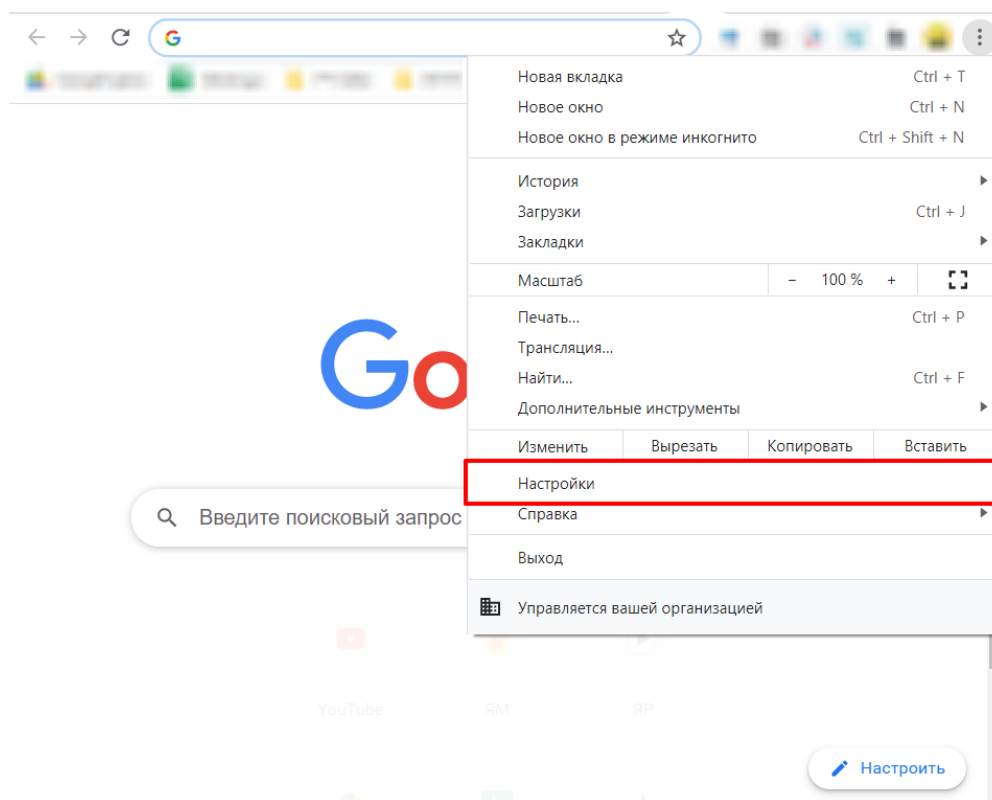 Новая вкладка Ctrl + T
Новое окно Ctrl + N
Новое окно в режиме инкогнито Ctrl + Shift + N
История
Загрузки Ctrl + J
Закладки
Масштаб - 100 % +
Печать... Ctrl + P
Трансляция...
Найти... Ctrl + F
Дополнительные инструменты
Изменить Вырезать Копировать Вставить
Настройки
Справка
Выход
Управляется вашей организацией
Go
Введите поисковый запрос
YouTube ЯМ ЯР
Настроить